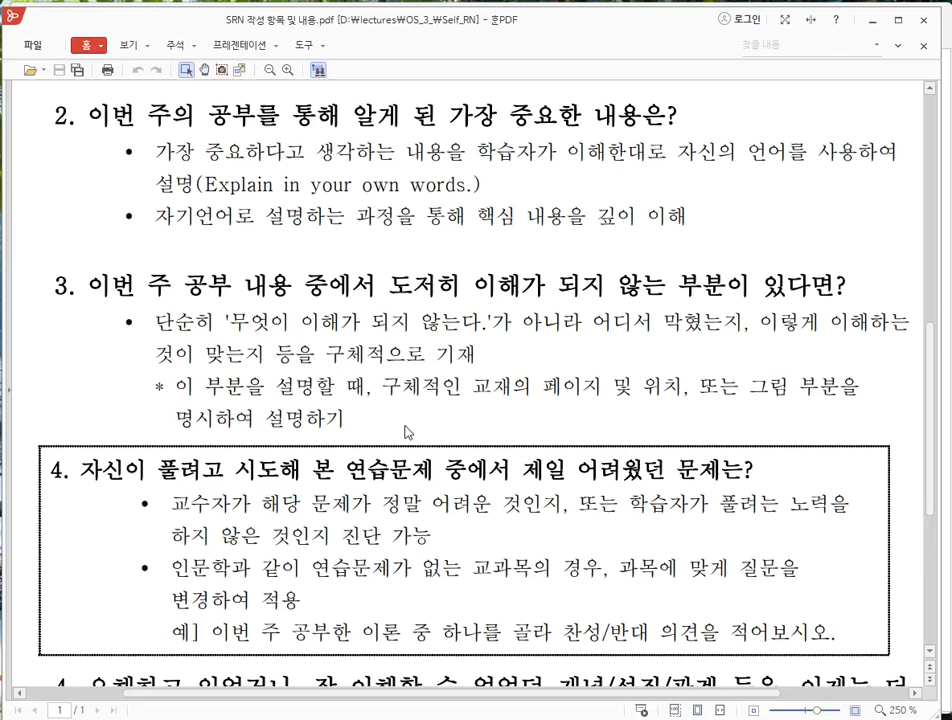 SRN 작성 항목 및 내용.pdf [D:₩lectures₩OS_3_₩Self_RN] - 혼PDF
로그인
파일 홈 보기 주석 프레젠테이션 도구
찾을 내용
2. 이번 주의 공부를 통해 알게 된 가장 중요한 내용은?
• 가장 중요하다고 생각하는 내용을 학습자가 이해한대로 자신의 언어를 사용하여
설명(Explain in your own words.)
• 자기언어로 설명하는 과정을 통해 핵심 내용을 깊이 이해
3. 이번 주 공부 내용 중에서 도저히 이해가 되지 않는 부분이 있다면?
• 단순히 '무엇이 이해가 되지 않는다.'가 아니라 어디서 막혔는지, 이렇게 이해하는
것이 맞는지 등을 구체적으로 기재
* 이 부분을 설명할 때, 구체적인 교재의 페이지 및 위치, 또는 그림 부분을
명시하여 설명하기
4. 자신이 풀려고 시도해 본 연습문제 중에서 제일 어려웠던 문제는?
• 교수자가 해당 문제가 정말 어려운 것인지, 또는 학습자가 풀려는 노력을
하지 않은 것인지 진단 가능
• 인문학과 같이 연습문제가 없는 교과목의 경우, 과목에 맞게 질문을
변경하여 적용
예] 이번 주 공부한 이론 중 하나를 골라 찬성/반대 의견을 적어보시오.
1 / 1
250 %